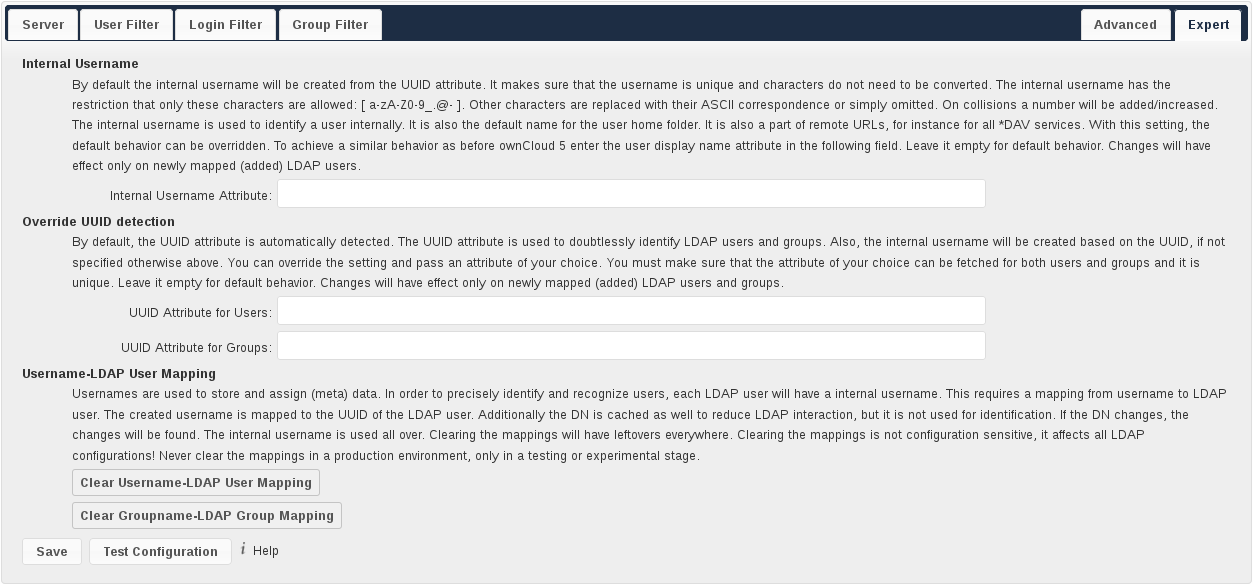 Server User Filter Login Filter Group Filter Advanced Expert
Internal Username
By default the internal username will be created from the UUID attribute. It makes sure that the username is unique and characters do not need to be converted. The internal username has the
restriction that only these characters are allowed: [ a-zA-Z0-9_.@- ]. Other characters are replaced with their ASCII correspondence or simply omitted. On collisions a number will be added/increased.
The internal username is used to identify a user internally. It is also the default name for the user home folder. It is also a part of remote URLs, for instance for all *DAV services. With this setting, the
default behavior can be overridden. To achieve a similar behavior as before ownCloud 5 enter the user display name attribute in the following field. Leave it empty for default behavior. Changes will have
effect only on newly mapped (added) LDAP users.
Internal Username Attribute:
Override UUID detection
By default, the UUID attribute is automatically detected. The UUID attribute is used to doubtlessly identify LDAP users and groups. Also, the internal username will be created based on the UUID, if not
specified otherwise above. You can override the setting and pass an attribute of your choice. You must make sure that the attribute of your choice can be fetched for both users and groups and it is
unique. Leave it empty for default behavior. Changes will have effect only on newly mapped (added) LDAP users and groups.
UUID Attribute for Users:
UUID Attribute for Groups:
Username-LDAP User Mapping
Usernames are used to store and assign (meta) data. In order to precisely identify and recognize users, each LDAP user will have a internal username. This requires a mapping from username to LDAP
user. The created username is mapped to the UUID of the LDAP user. Additionally the DN is cached as well to reduce LDAP interaction, but it is not used for identification. If the DN changes, the
changes will be found. The internal username is used all over. Clearing the mappings will have leftovers everywhere. Clearing the mappings is not configuration sensitive, it affects all LDAP
configurations! Never clear the mappings in a production environment, only in a testing or experimental stage.
Clear Username-LDAP User Mapping
Clear Groupname-LDAP Group Mapping
Save Test Configuration i Help